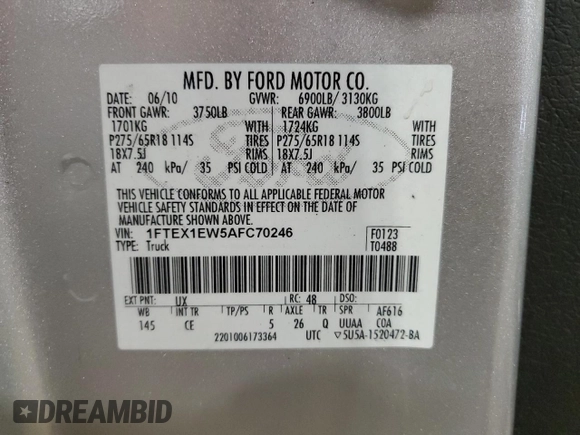 MFD. BY FORD MOTOR CO.
DATE: 06/10 GVWR: 6900LB/ 3130KG
FRONT GAWR: 3750LB REAR GAWR: 3800LB
1701KG WITH 1724KG WITH
P275/65R18 114S TIRES P275/65R18 114S TIRES
18X7.5J RIMS 18X7.5J RIMS
AT 240 kPa/ 35 PSI COLD AT 240 kPa/ 35 PSI COLD
THIS VEHICLE CONFORMS TO ALL APPLICABLE FEDERAL MOTOR
VEHICLE SAFETY STANDARDS IN EFFECT ON THE DATE OF
MANUFACTURE SHOWN ABOVE.
VIN: 1FTEX1EW5AFC70246 F0123
TYPE: Truck T0488
EXT PNT: UX RC: 48 DSO:
WB INT TR TP/PS R AXLE TR SPR AF616
145 CE 5 26 Q UUAA COA
2201006173364 UTC ▽5U5A-1520472-BA
DREAMBID